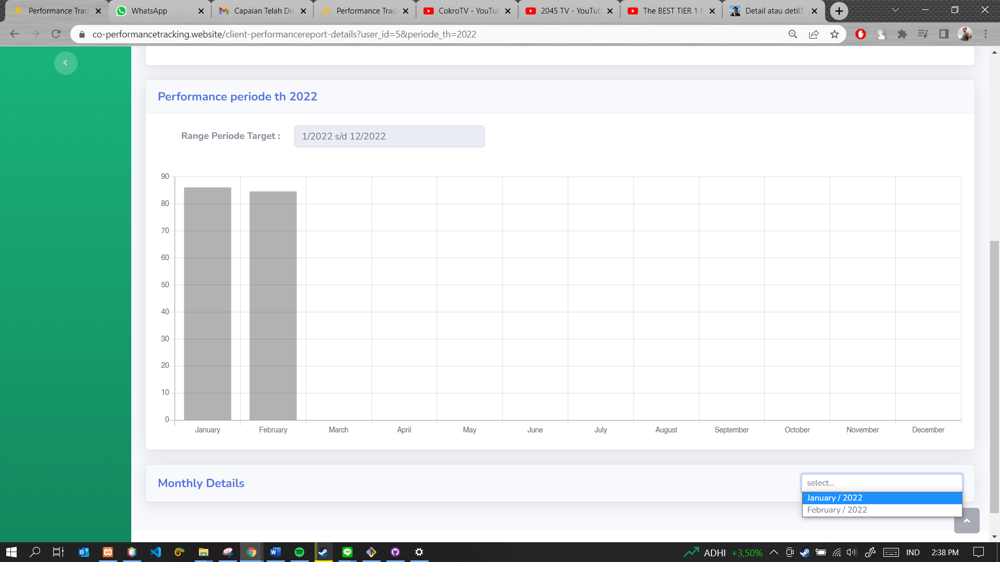 Performance Trac
WhatsApp
Capaian Telah Dis
Performance Trac
CokroTV - YouTu
2045 TV - YouTub
The BEST TIER 1
Detail atau detil?
co-performancetracking.website/client-performancereport-details?user_id=5&periode_th=2022
Performance periode th 2022
Range Periode Target :
1/2022 s/d 12/2022
90
80
70
60
50
40
30
20
10
0
January February March April May June July August September October November December
Monthly Details
select...
January / 2022
February / 2022
ADHI +3,50% IND 2:38 PM